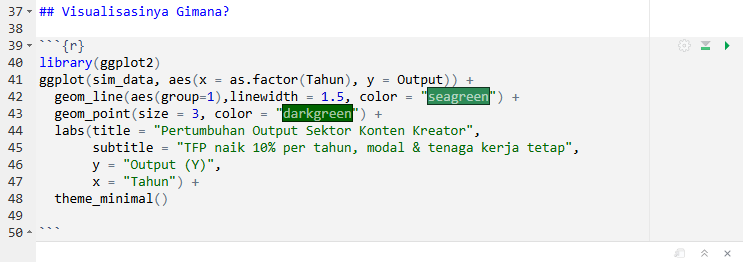 37 ## Visualisasinya Gimana?
38
39 ```{r}
40 library(ggplot2)
41 ggplot(sim_data, aes(x = as.factor(Tahun), y = Output)) +
42   geom_line(aes(group=1),linewidth = 1.5, color = "seagreen") +
43   geom_point(size = 3, color = "darkgreen") +
44   labs(title = "Pertumbuhan Output Sektor Konten Kreator",
45        subtitle = "TFP naik 10% per tahun, modal & tenaga kerja tetap",
46        y = "Output (Y)",
47        x = "Tahun") +
48   theme_minimal()
49
50 ```